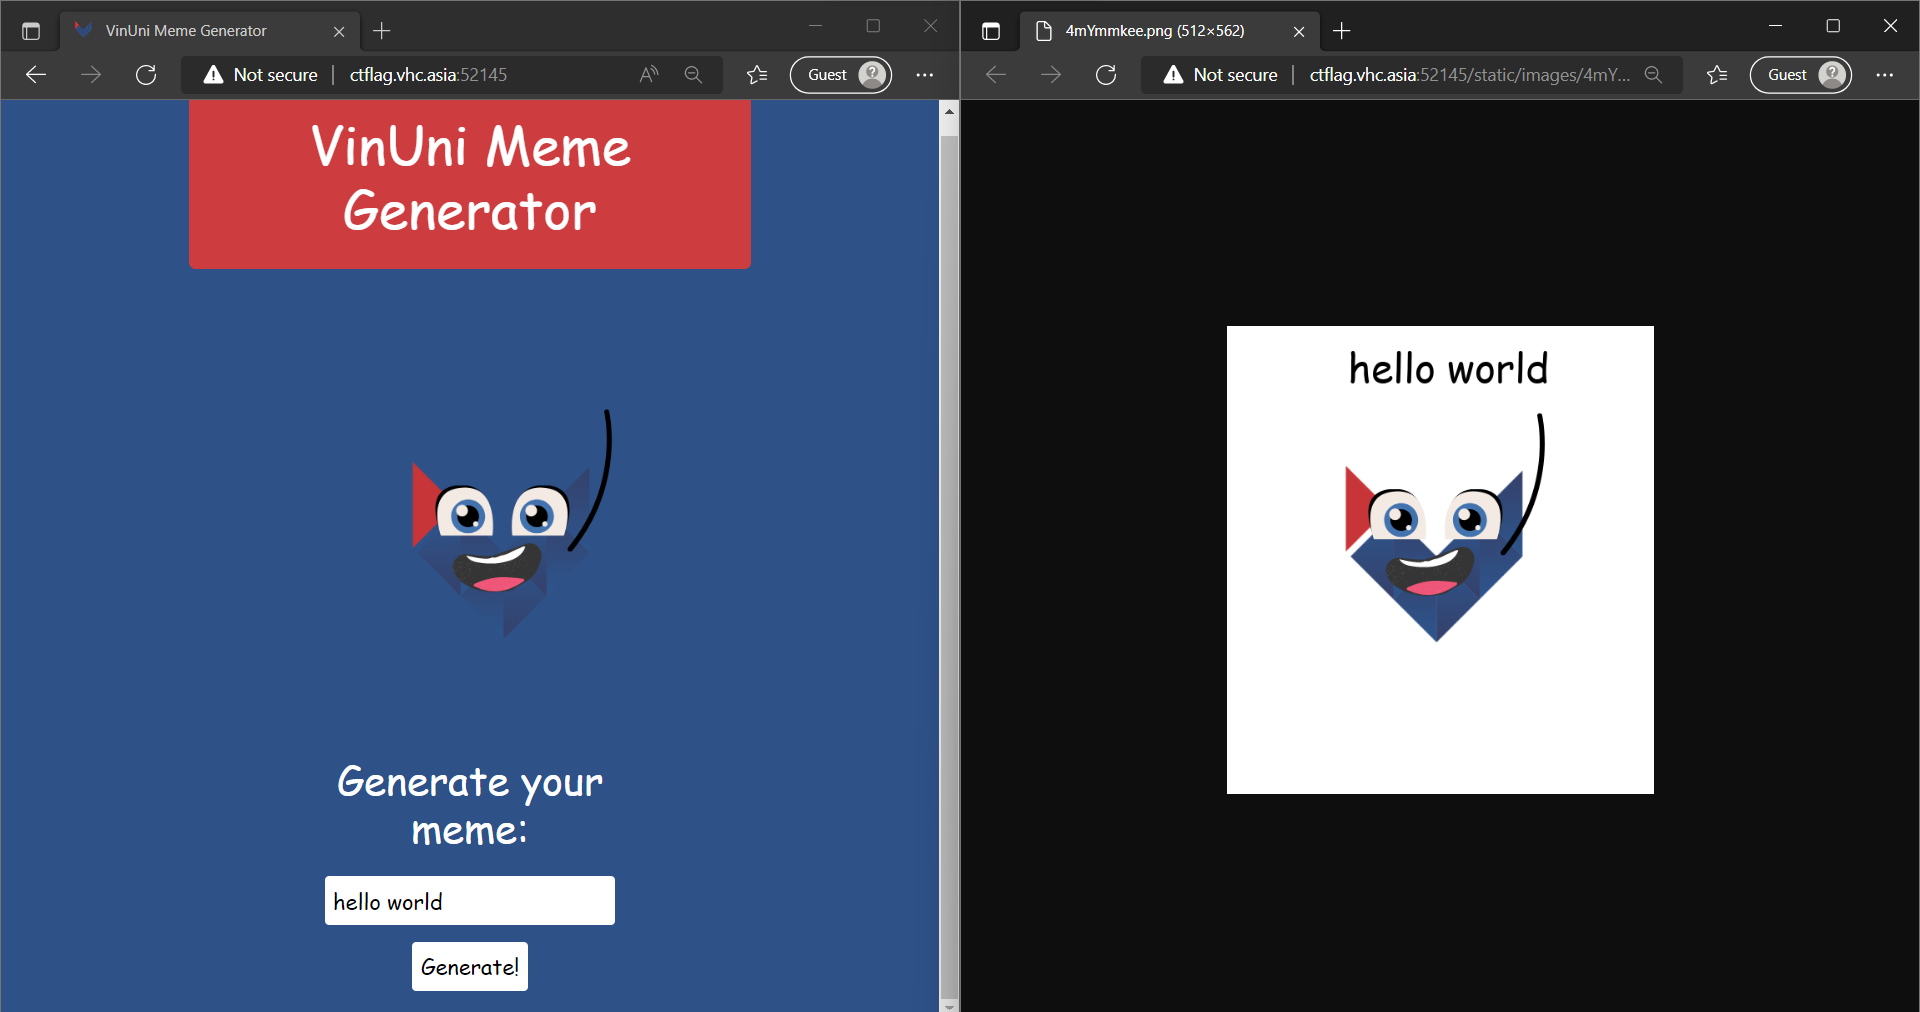 VinUni Meme Generator
Not secure
ctflag.vhc.asia:52145
Guest
VinUni Meme
Generator
Generate your
meme:
hello world
Generate!
4mYmmkee.png (512×562)
Not secure
ctflag.vhc.asia:52145/static/images/4mY...
Guest
hello world